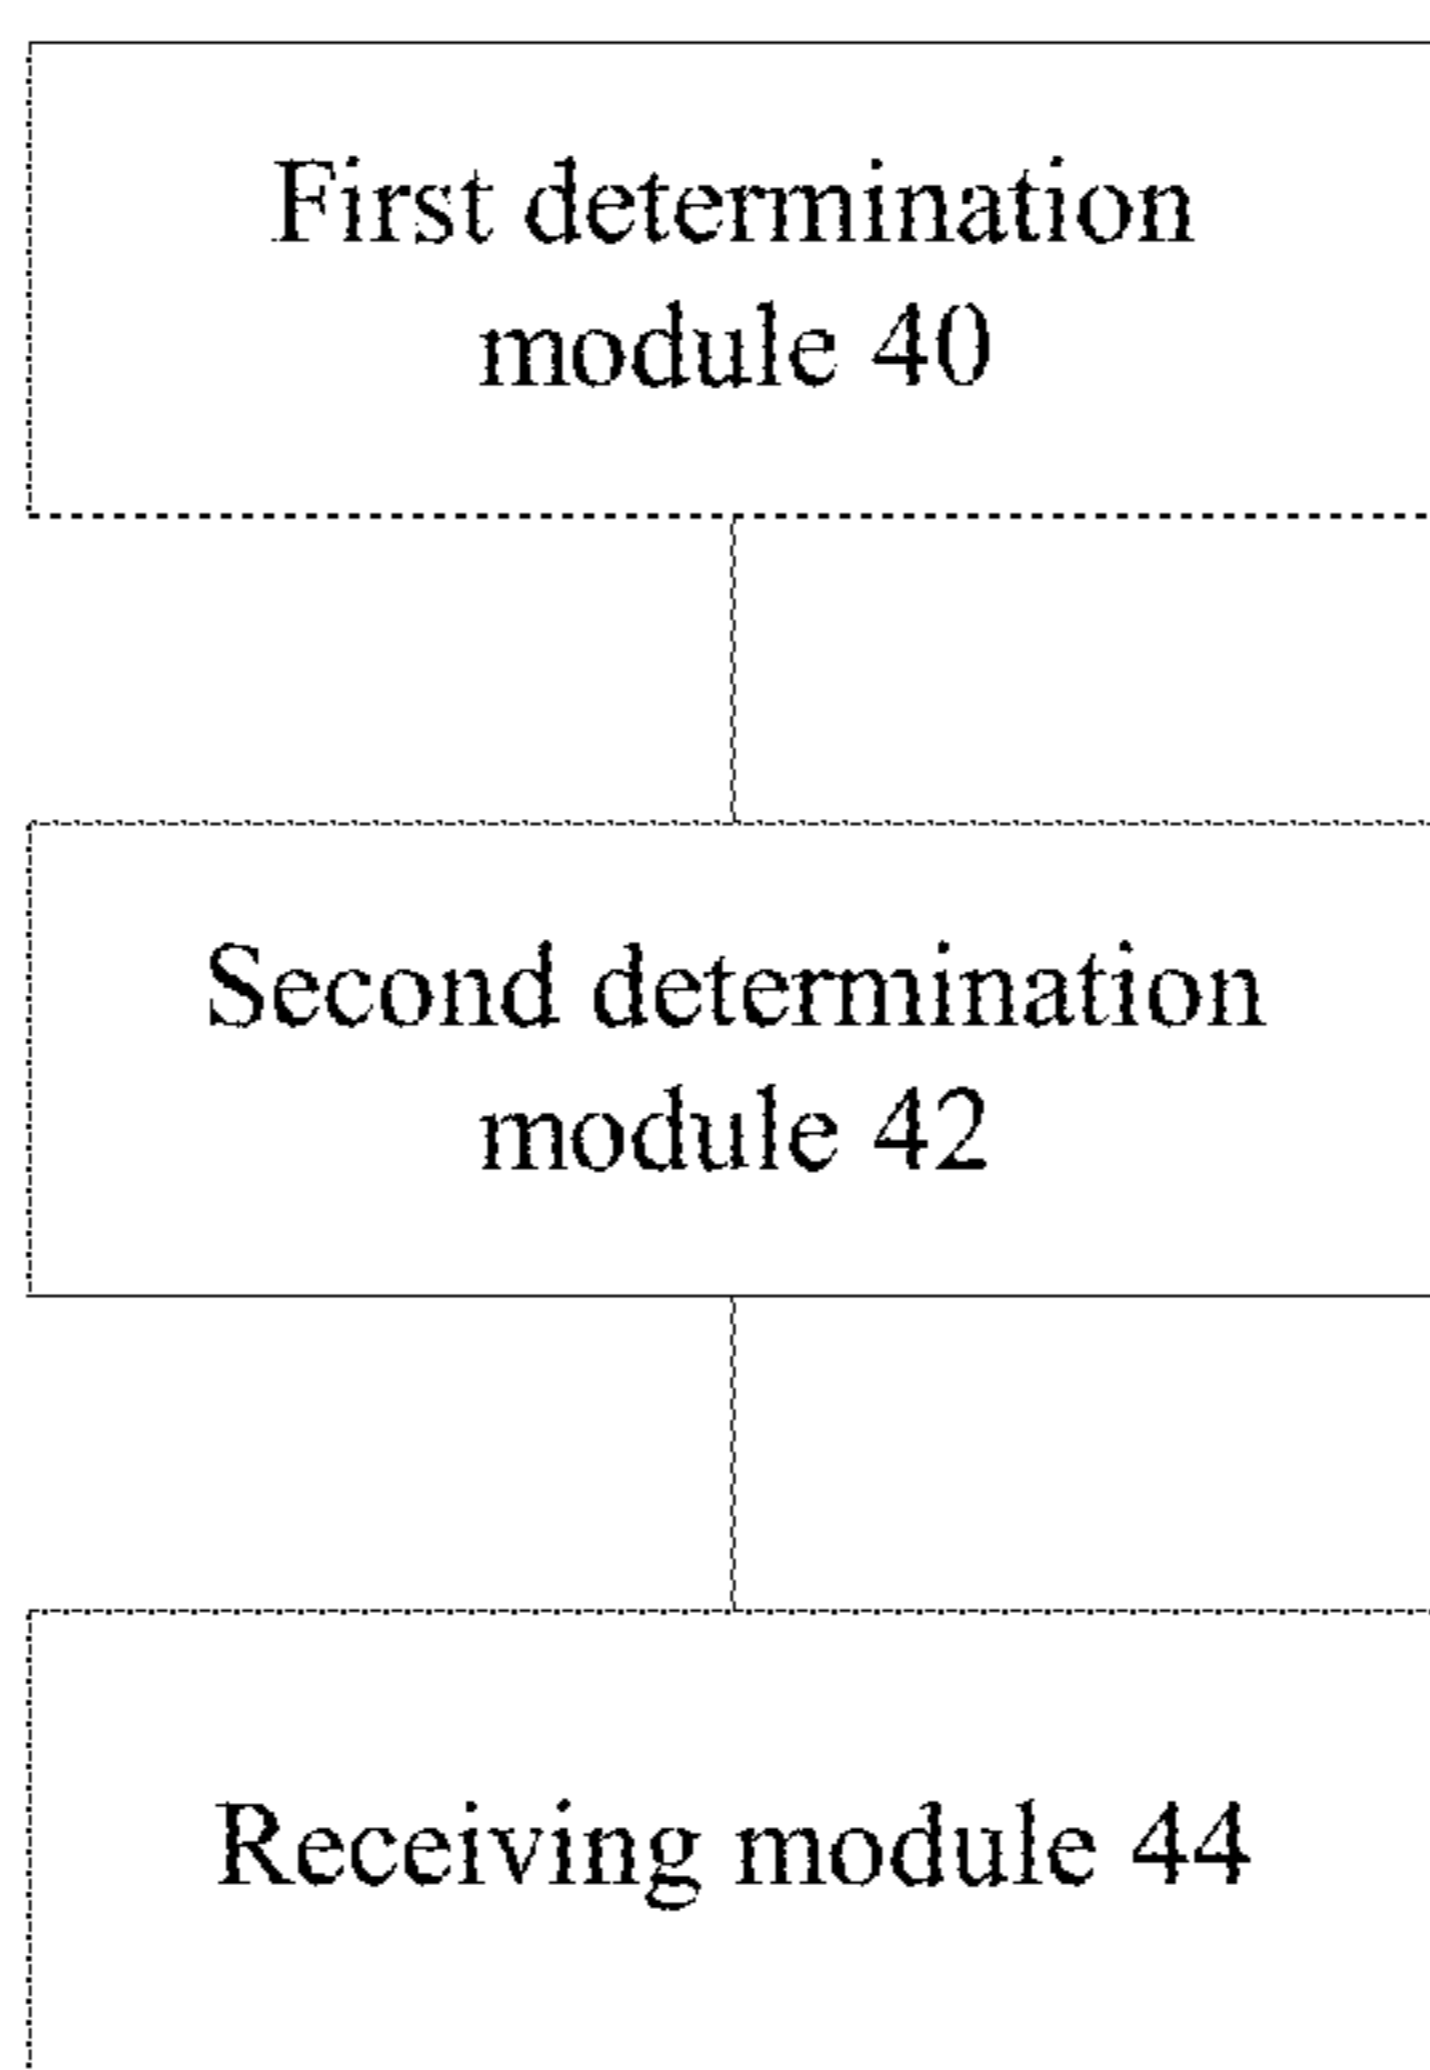 First determination
module 40
Second determination
module 42
Receiving module 44